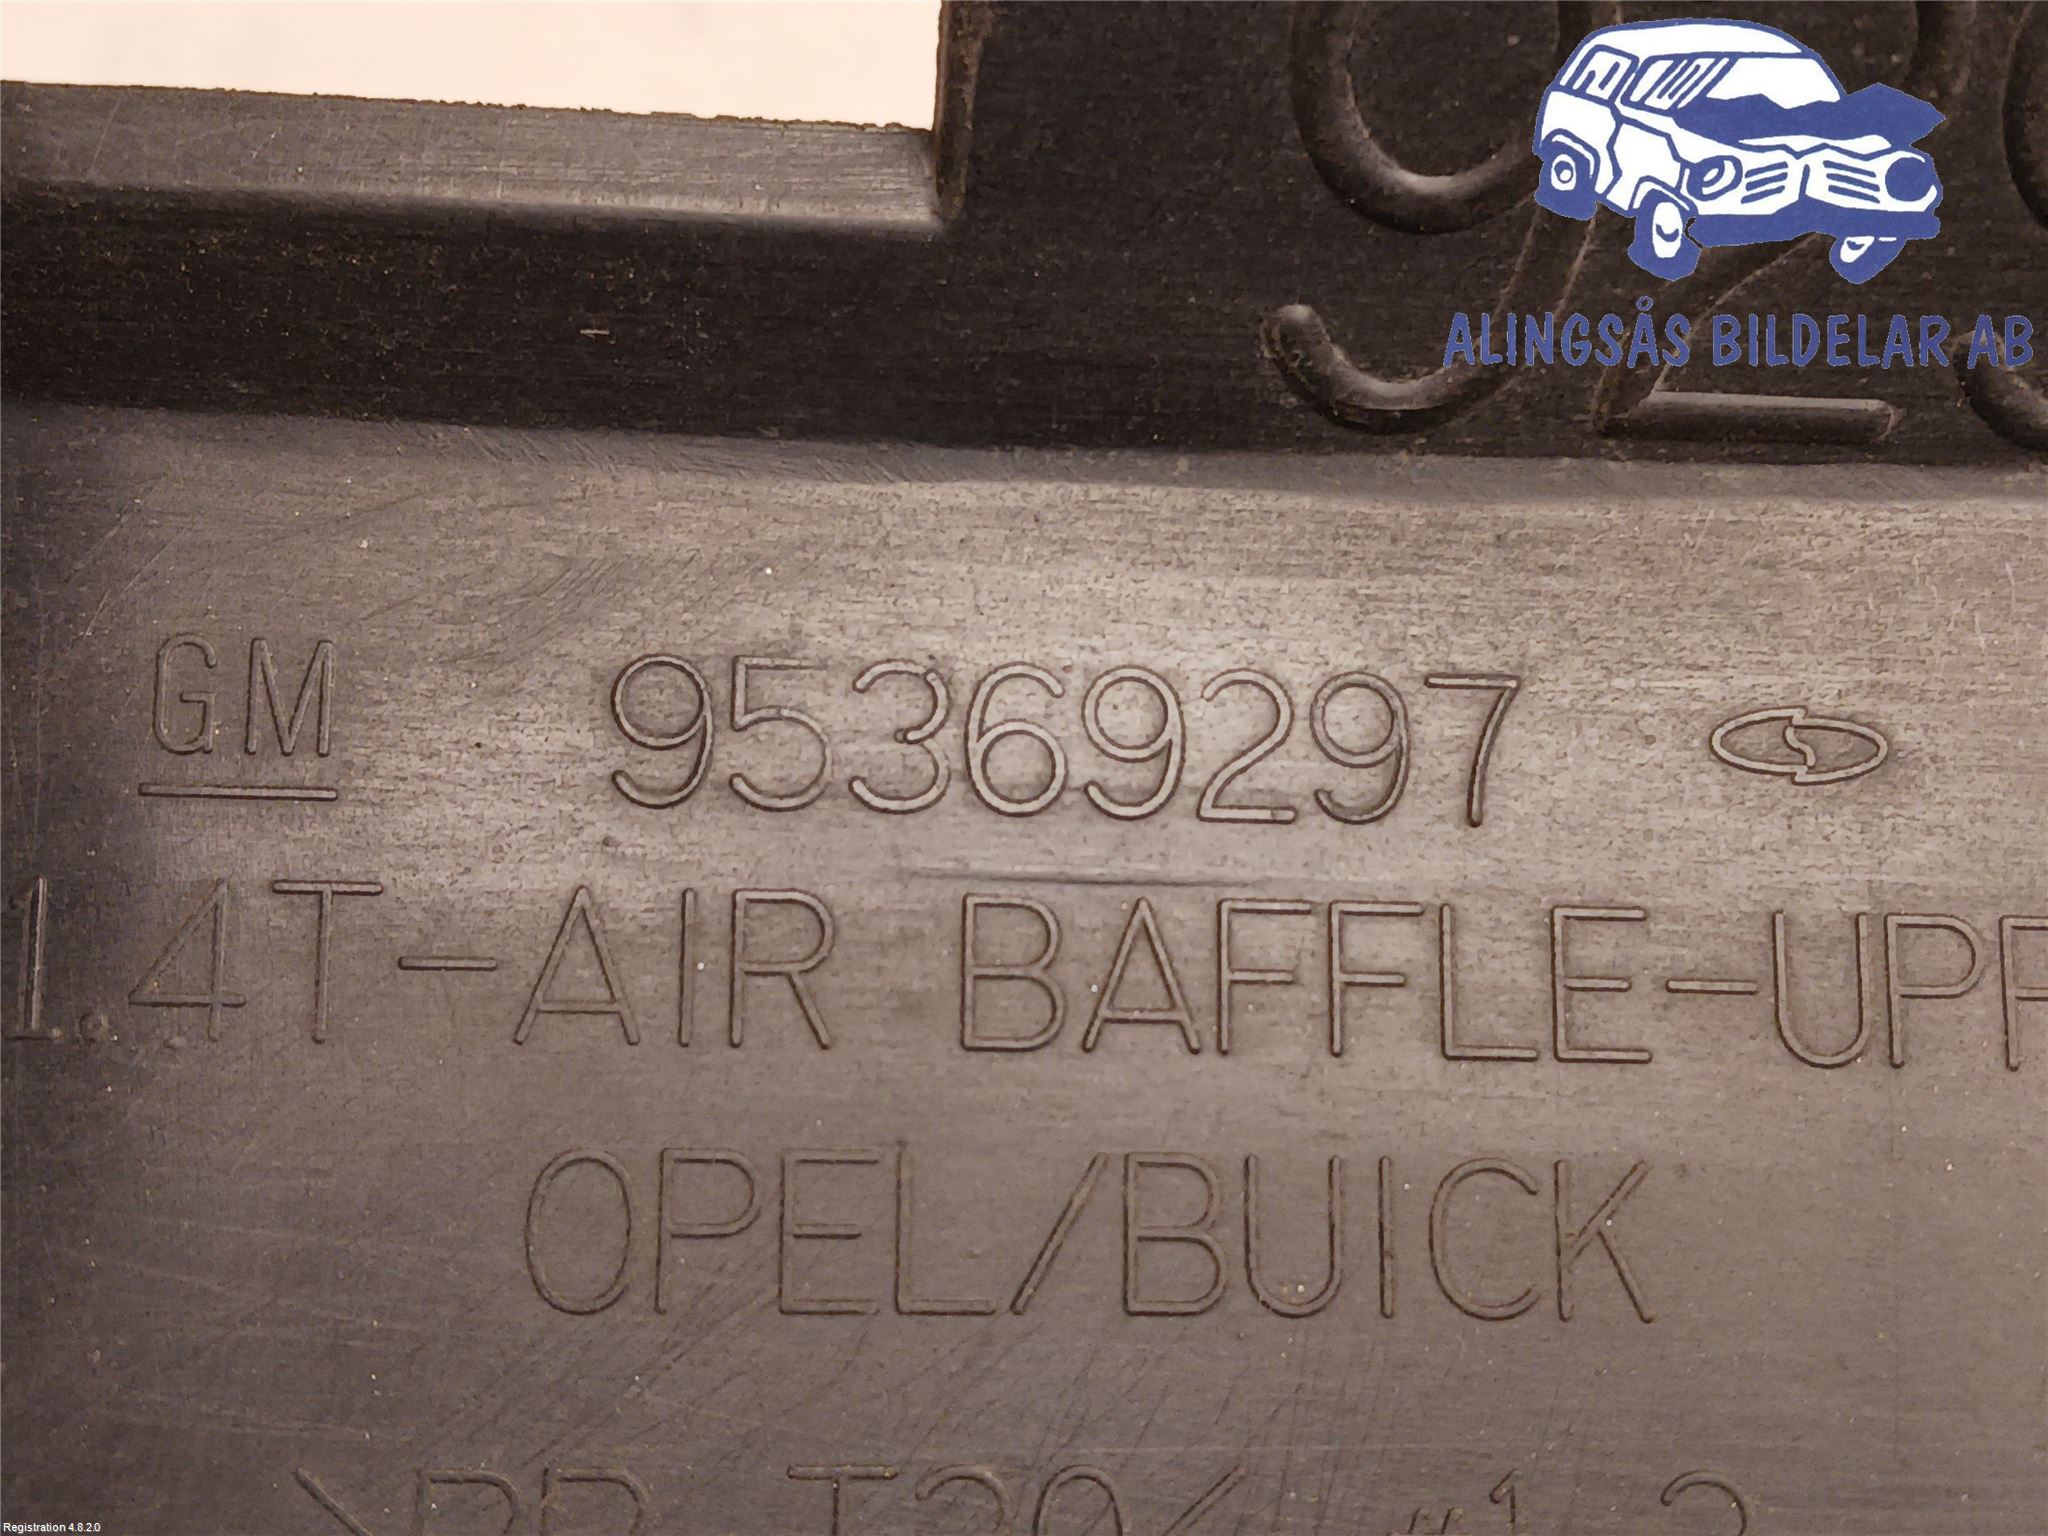 ALINGSÅS BILDELAR AB
GM 95369297
1.4T-AIR BAFFLE-UPP
OPEL/BUICK
Registration 4.8.2.0